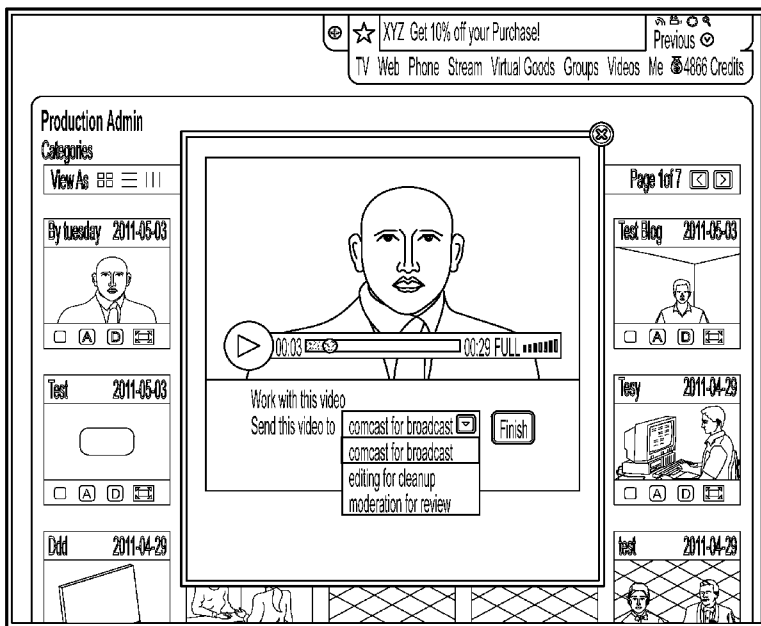 XYZ Get 10% off your Purchase!
Previous
TV Web Phone Stream Virtual Goods Groups Videos Me 4866 Credits
Production Admin
Categories
View As
Page 1of 7
By tuesday 2011-05-03
Test Blog 2011-05-03
A D
A D
00:03 00:29 FULL
Test 2011-05-03
Tesy 2011-04-29
Work with this video
Send this video to comcast for broadcast Finish
comcast for broadcast
editing for cleanup
moderation for review
A D
A D
Ddd 2011-04-29
test 2011-04-29